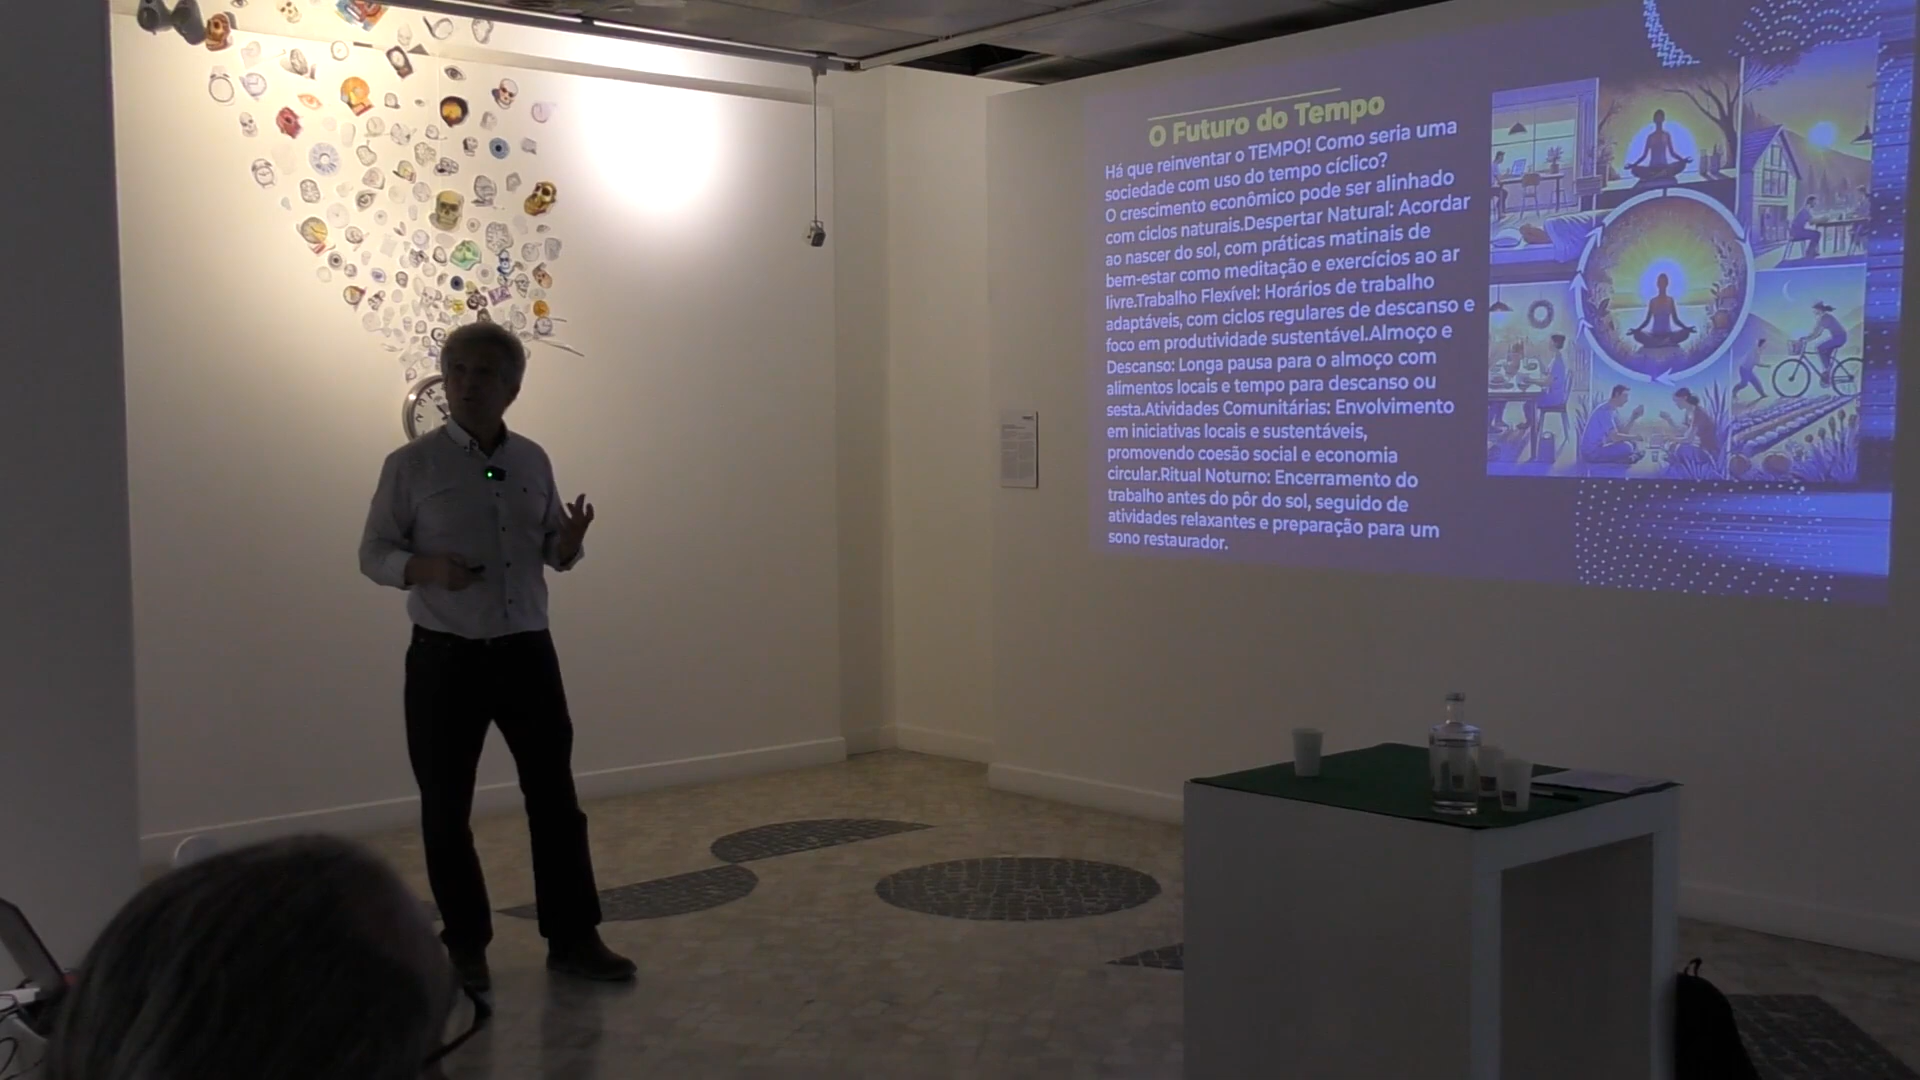 O Futuro do Tempo
Há que reinventar o TEMPO! Como seria uma
sociedade com uso do tempo cíclico?
O crescimento econômico pode ser alinhado
com ciclos naturais.Despertar Natural: Acordar
ao nascer do sol, com práticas matinais de
bem-estar como meditação e exercícios ao ar
livre.Trabalho Flexível: Horários de trabalho
adaptáveis, com ciclos regulares de descanso e
foco em produtividade sustentável.Almoço e
Descanso: Longa pausa para o almoço com
alimentos locais e tempo para descanso ou
sesta.Atividades Comunitárias: Envolvimento
em iniciativas locais e sustentáveis,
promovendo coesão social e economia
circular.Ritual Noturno: Encerramento do
trabalho antes do pôr do sol, seguido de
atividades relaxantes e preparação para um
sono restaurador.